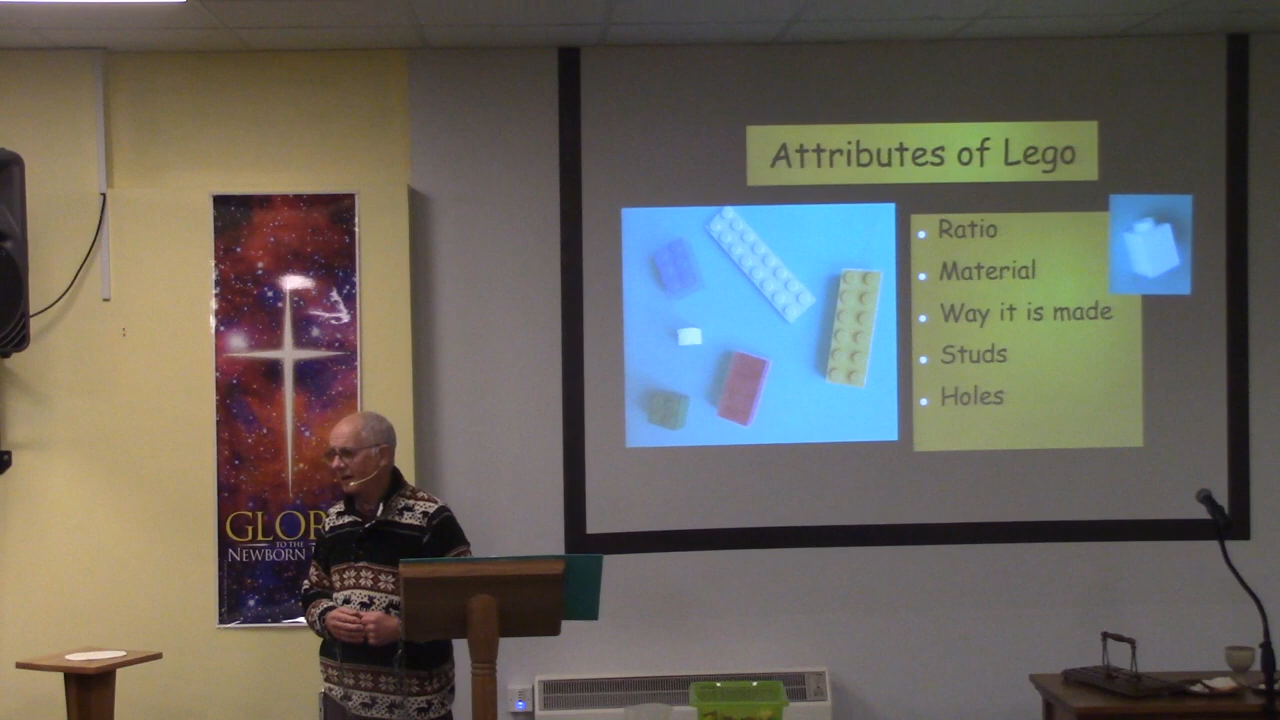 Attributes of Lego
Ratio
Material
Way it is made
Studs
Holes
GLOR
TO THE
NEWBORN